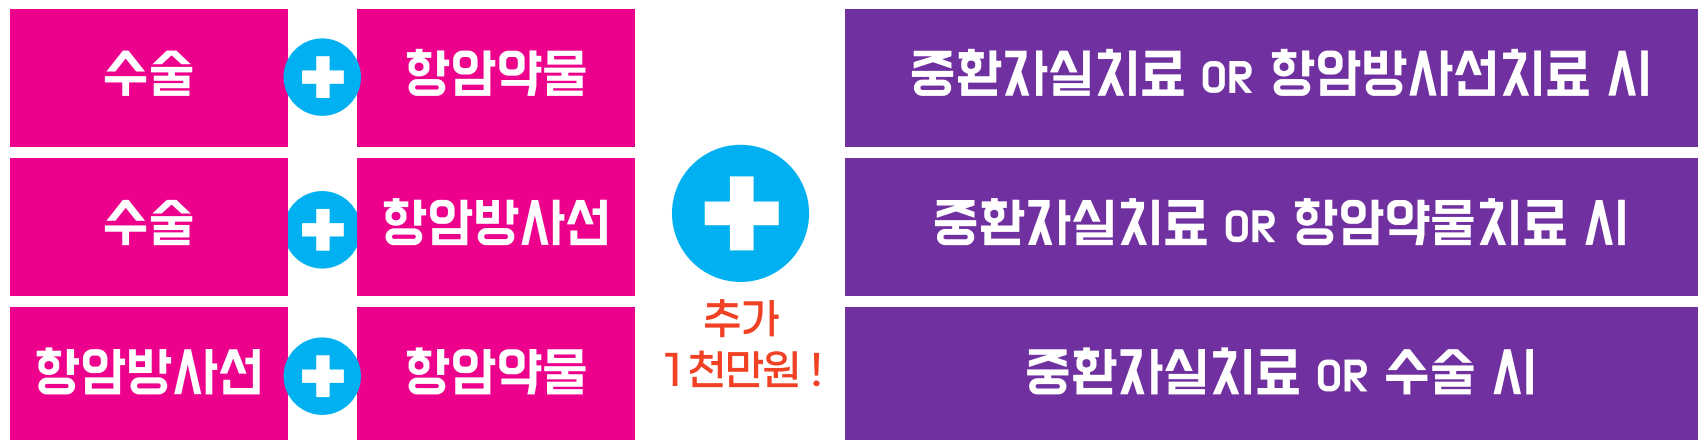 수술 + 항암약물
중환자실치료 OR 항암방사선치료 시
수술 + 항암방사선
중환자실치료 OR 항암약물치료 시
항암방사선 + 항암약물
중환자실치료 OR 수술 시
+
추가
1천만원 !